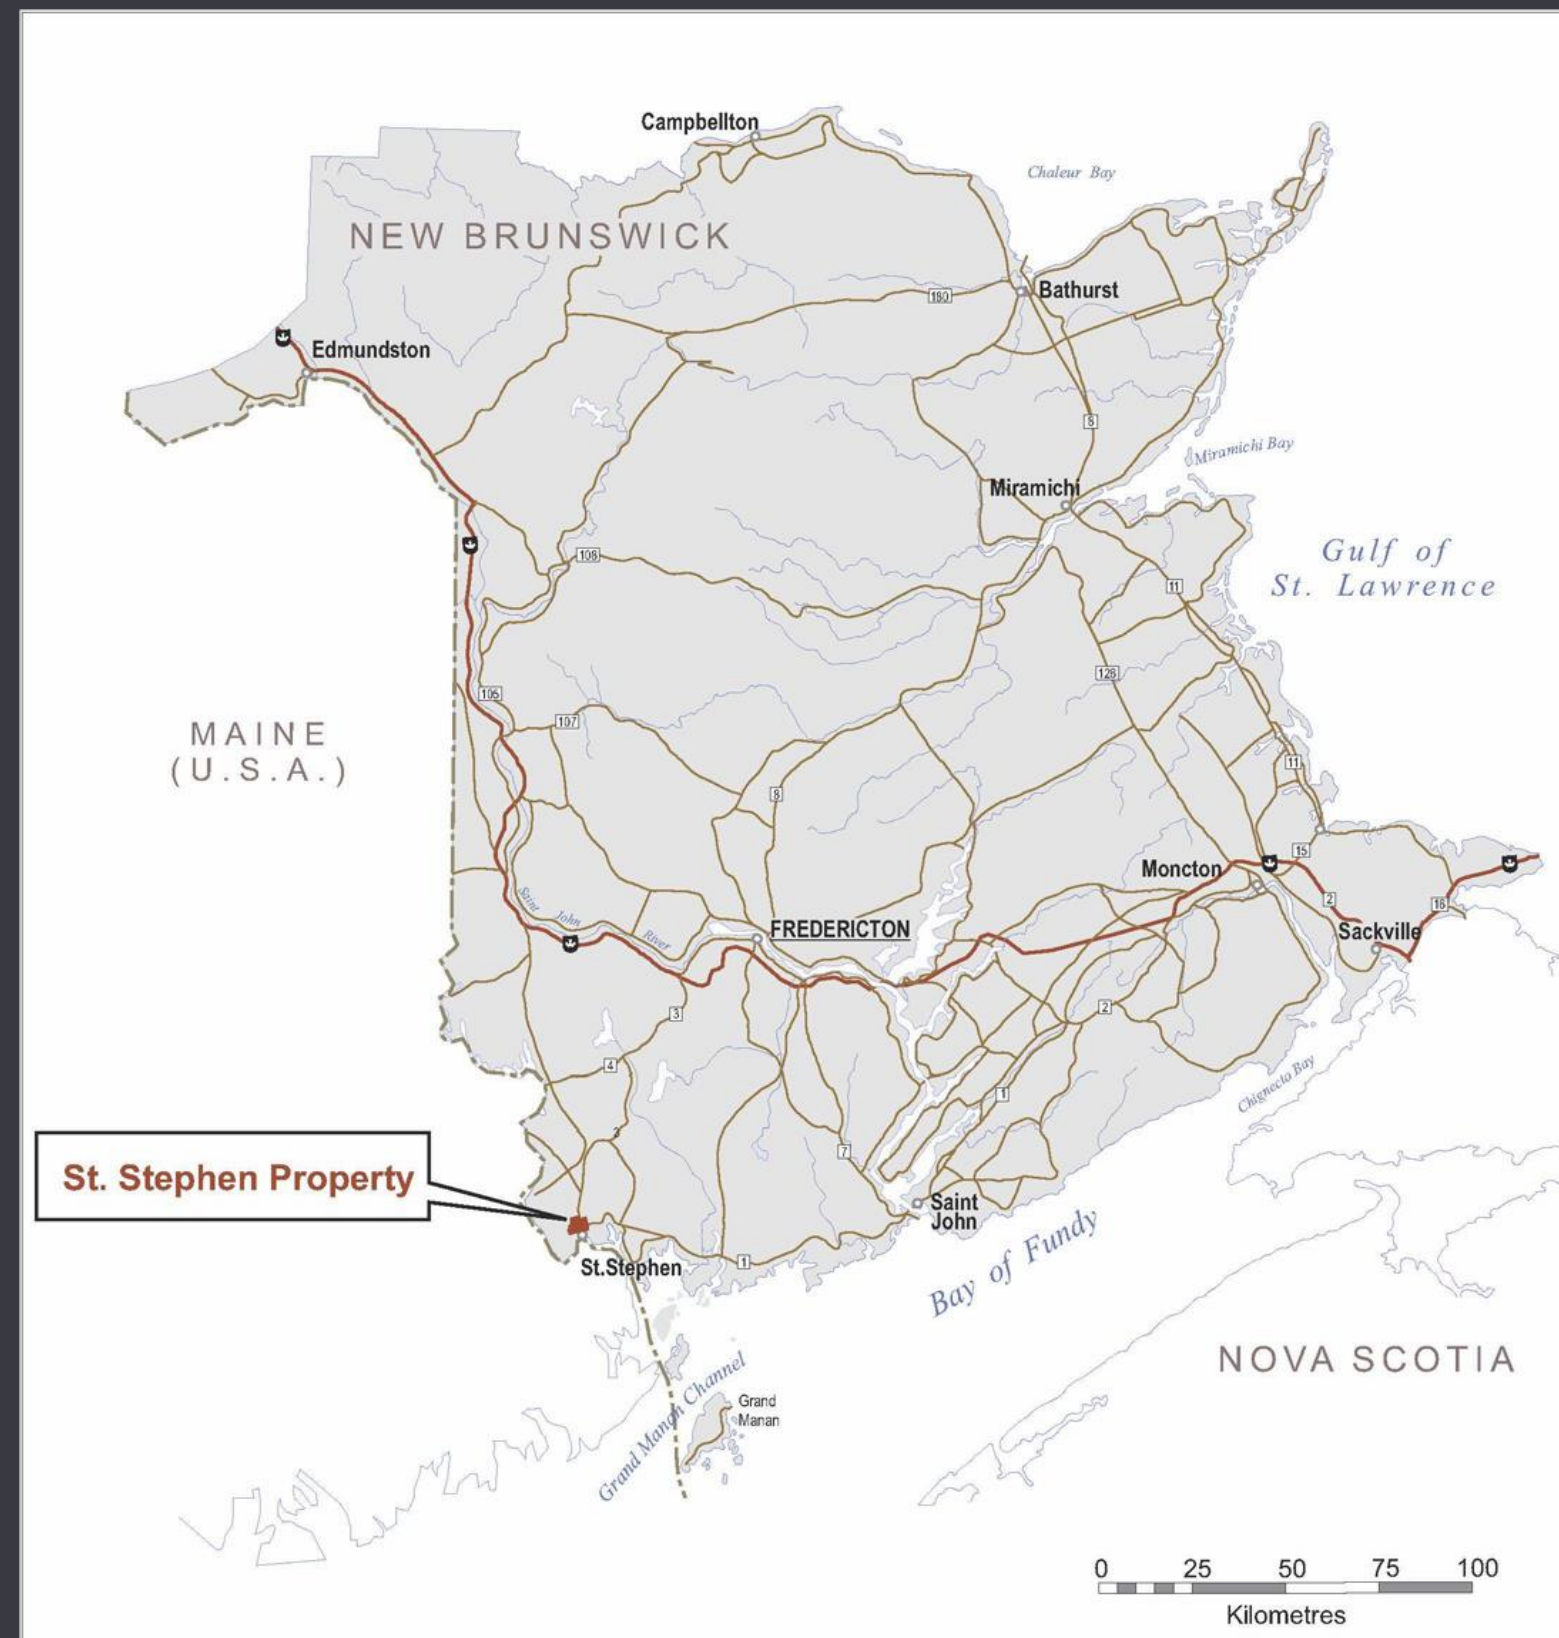 Campbellton
Chaleur Bay
NEW BRUNSWICK
180
Bathurst
Edmundston
8
Miramichi Bay
Miramichi
Gulf of
St. Lawrence
108
11
128
105
107
MAINE
(U.S.A.)
11
8
15
Moncton
2
16
Saint John River
FREDERICTON
Sackville
3
2
4
1
Chignecto Bay
3
7
St. Stephen Property
Saint
John
Bay of Fundy
St.Stephen
1
NOVA SCOTIA
Grand Manan Channel
Grand
Manan
0 25 50 75 100
Kilometres